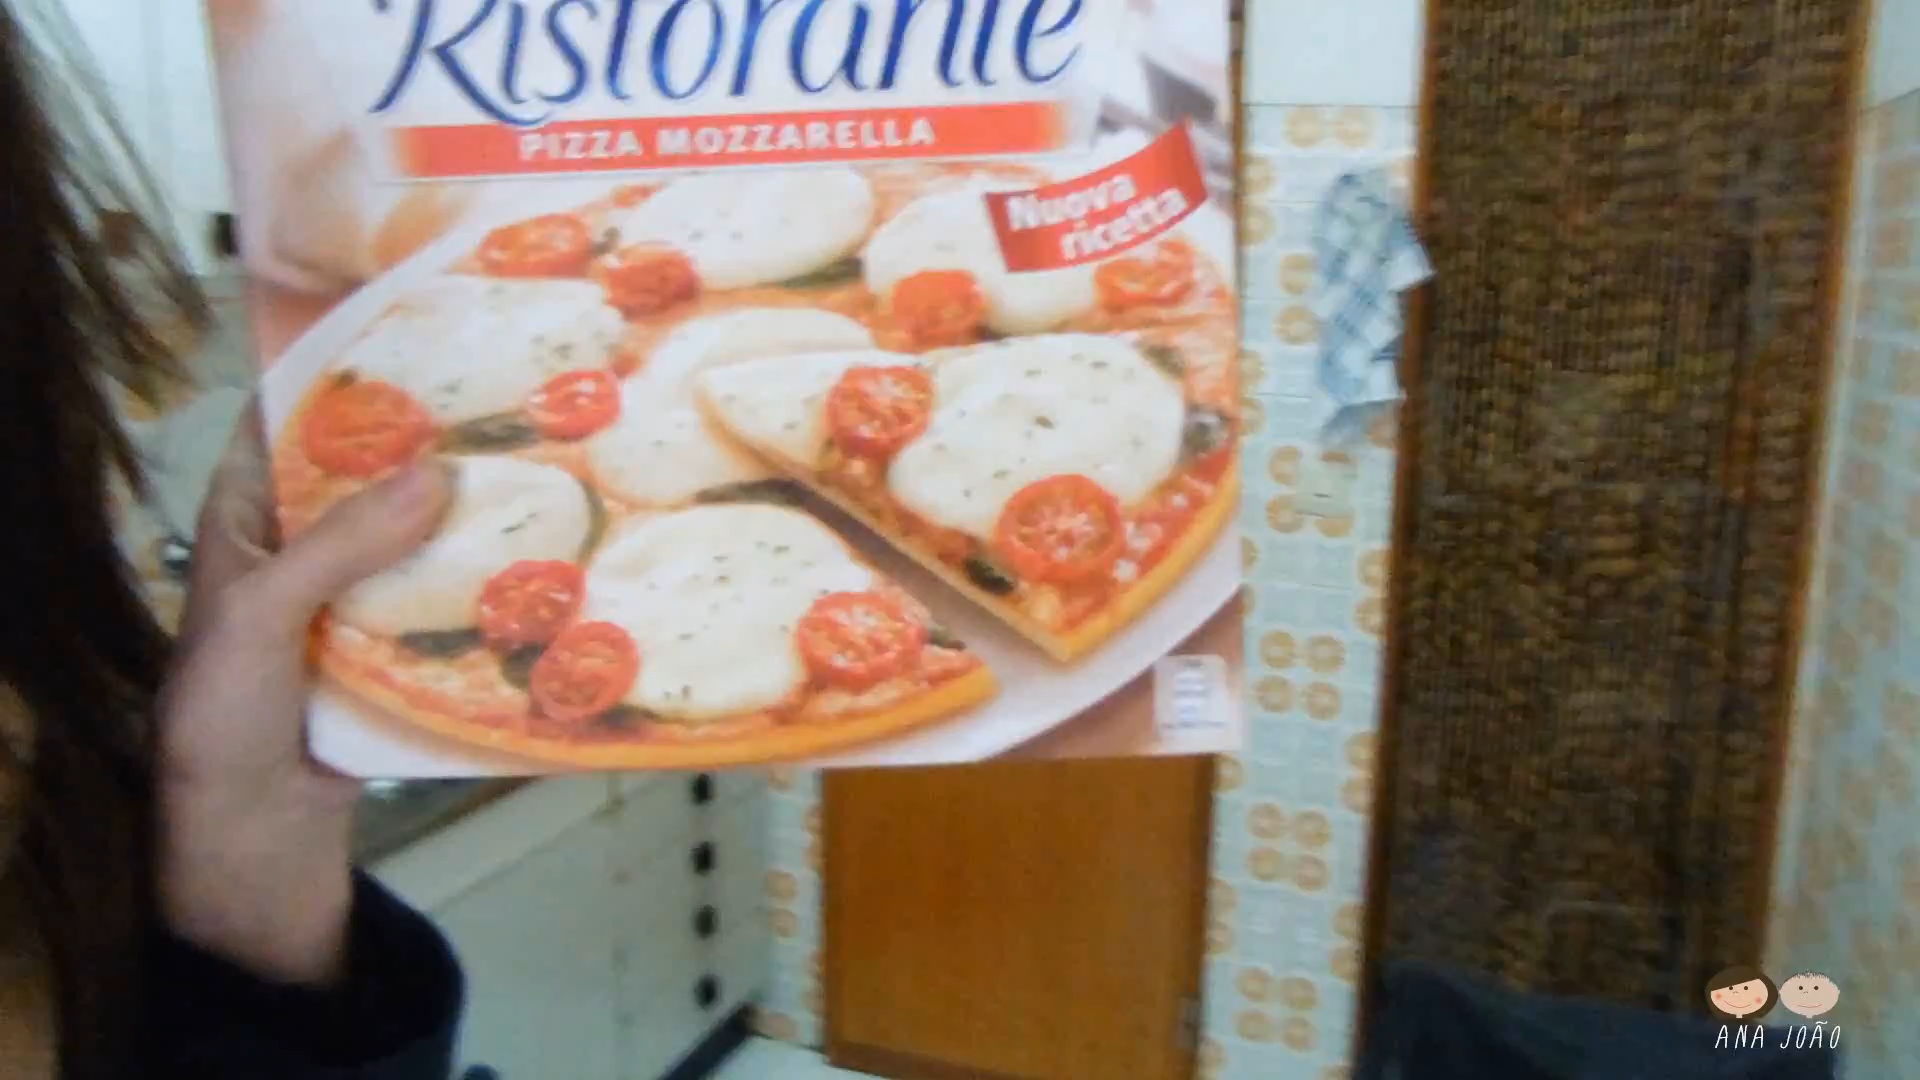 Ristorante
PIZZA MOZZARELLA
Nuova
ricetta
ANA JOÃO